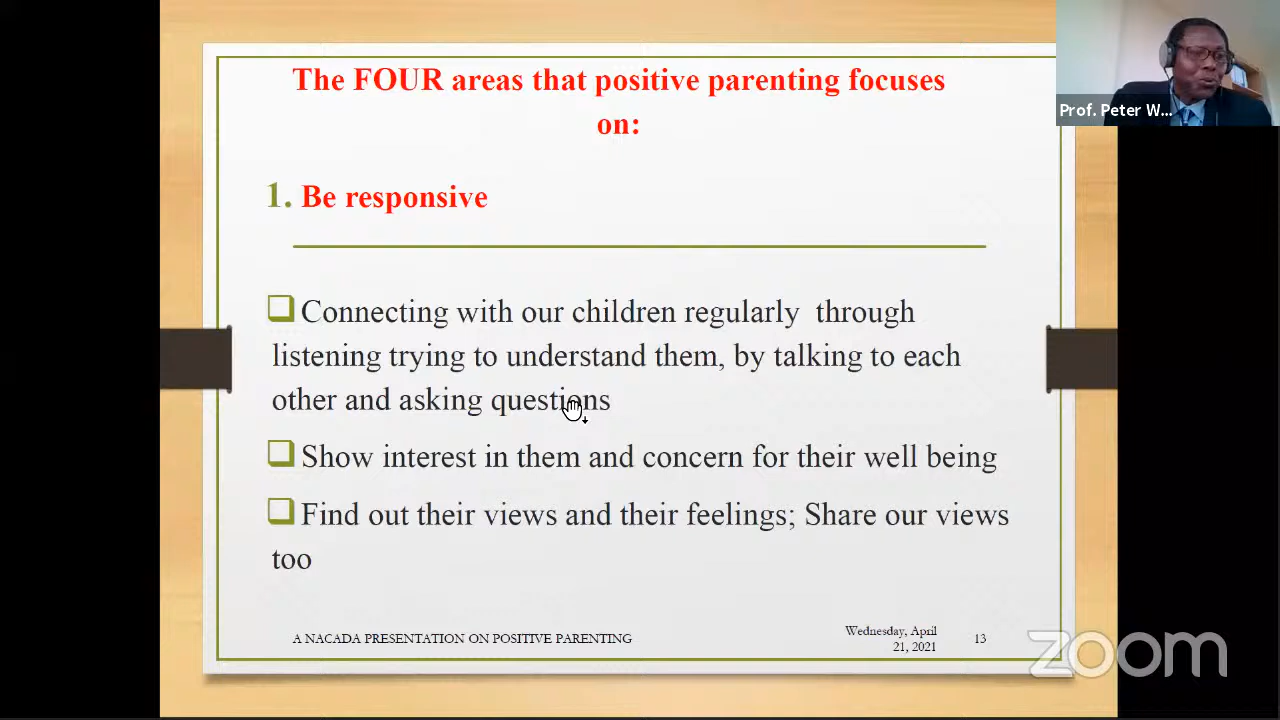 The FOUR areas that positive parenting focuses
on:
1. Be responsive
Connecting with our children regularly through
listening trying to understand them, by talking to each
other and asking questions
Show interest in them and concern for their well being
Find out their views and their feelings; Share our views
too
A NACADA PRESENTATION ON POSITIVE PARENTING
Wednesday, April
21, 2021
13
Prof. Peter W...
zoom